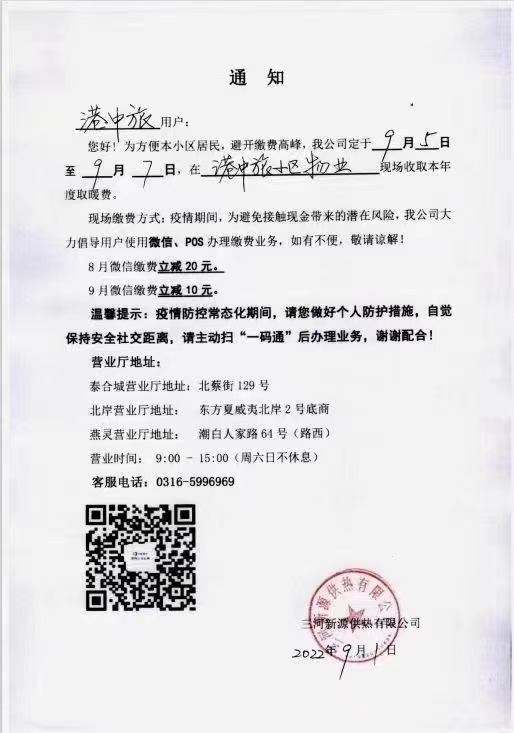 通 知
港中旅用户：
您好！为方便本小区居民，避开缴费高峰，我公司定于 9 月 5 日
至 9 月 7 日，在 港中旅小区物业 现场收取本年
度取暖费。
现场缴费方式：疫情期间，为避免接触现金带来的潜在风险，我公司大
力倡导用户使用微信、POS 办理缴费业务，如有不便，敬请谅解！
8 月微信缴费立减 20 元。
9 月微信缴费立减 10 元。
温馨提示：疫情防控常态化期间，请您做好个人防护措施，自觉
保持安全社交距离，请主动扫“一码通”后办理业务，谢谢配合！
营业厅地址：
泰合城营业厅地址：北蔡街 129 号
北岸营业厅地址： 东方夏威夷北岸 2 号底商
燕灵营业厅地址： 潮白人家路 64 号（路西）
营业时间： 9:00 - 15:00（周六日不休息）
客服电话：0316-5996969
三河新源供热有限公司
三河新源供热有限公司
2022年 9月 1日